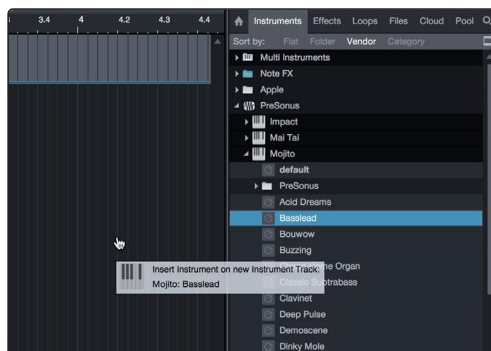 3.4 4 4.2 4.3 4.4
Instruments Effects Loops Files Cloud Pool
Sort by: Flat Folder Vendor Category
Multi Instruments
Note FX
Apple
PreSonus
Impact
Mai Tai
Mojito
default
PreSonus
Acid Dreams
Basslead
Bouwow
Buzzing
Insert Instrument on new Instrument Track:
Mojito: Basslead
Organ
Classic Subtrabass
Clavinet
Deep Pulse
Demoscene
Dinky Mole